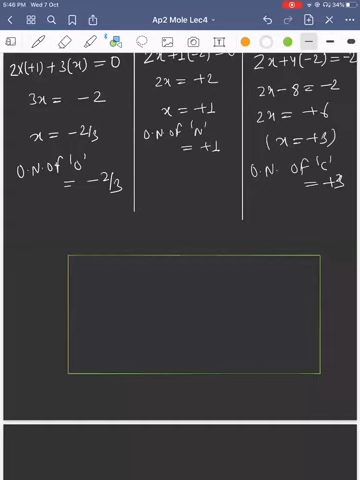 5:48 PM Wed 7 Oct
34%
Ap2 Mole Lec4
2x(+1) + 3(x) = 0
3x = -2
x = -2/3
O.N. of 'O'
= -2/3
2x = +2
x = +1
O.N. of 'N'
= +1
2x + 4(-2) = -2
2x - 8 = -2
2x = +6
(x = +3)
O.N. of 'C'
= +3